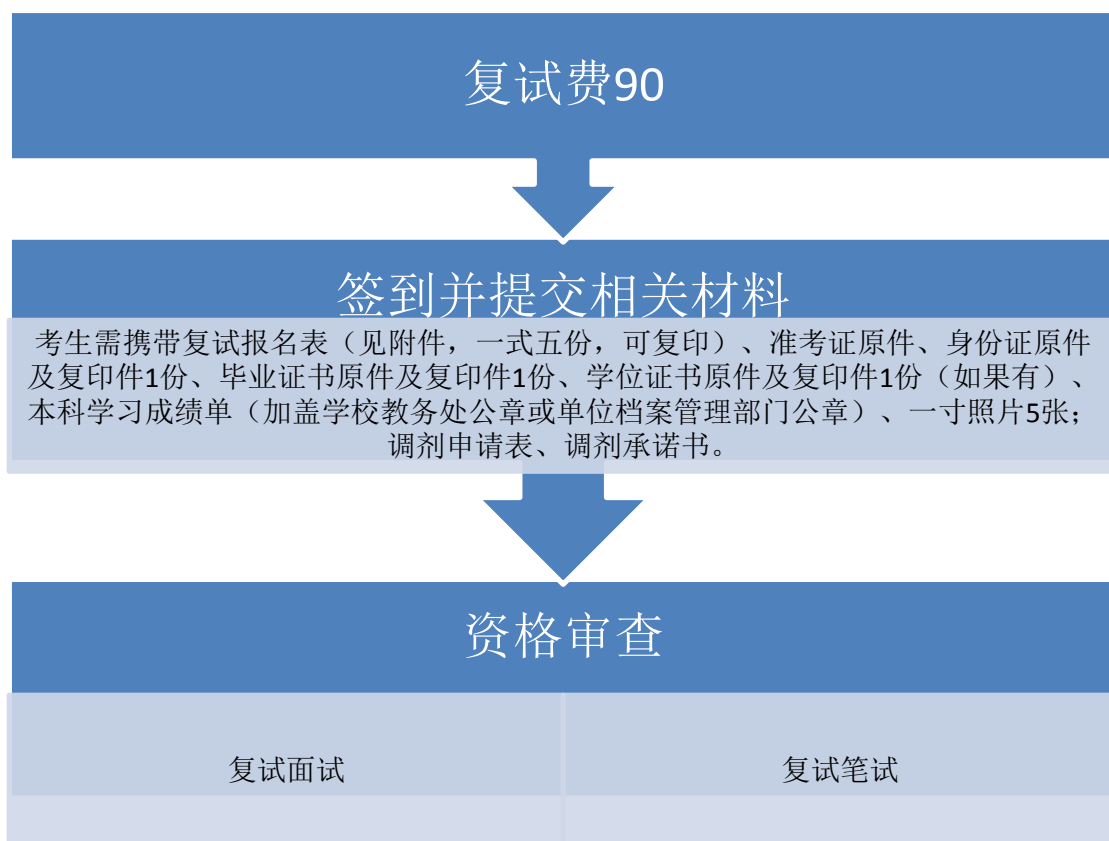 复试费90
签到并提交相关材料
考生需携带复试报名表（见附件，一式五份，可复印）、准考证原件、身份证原件
及复印件1份、毕业证书原件及复印件1份、学位证书原件及复印件1份（如果有）、
本科学习成绩单（加盖学校教务处公章或单位档案管理部门公章）、一寸照片5张；
调剂申请表、调剂承诺书。
资格审查
复试面试
复试笔试